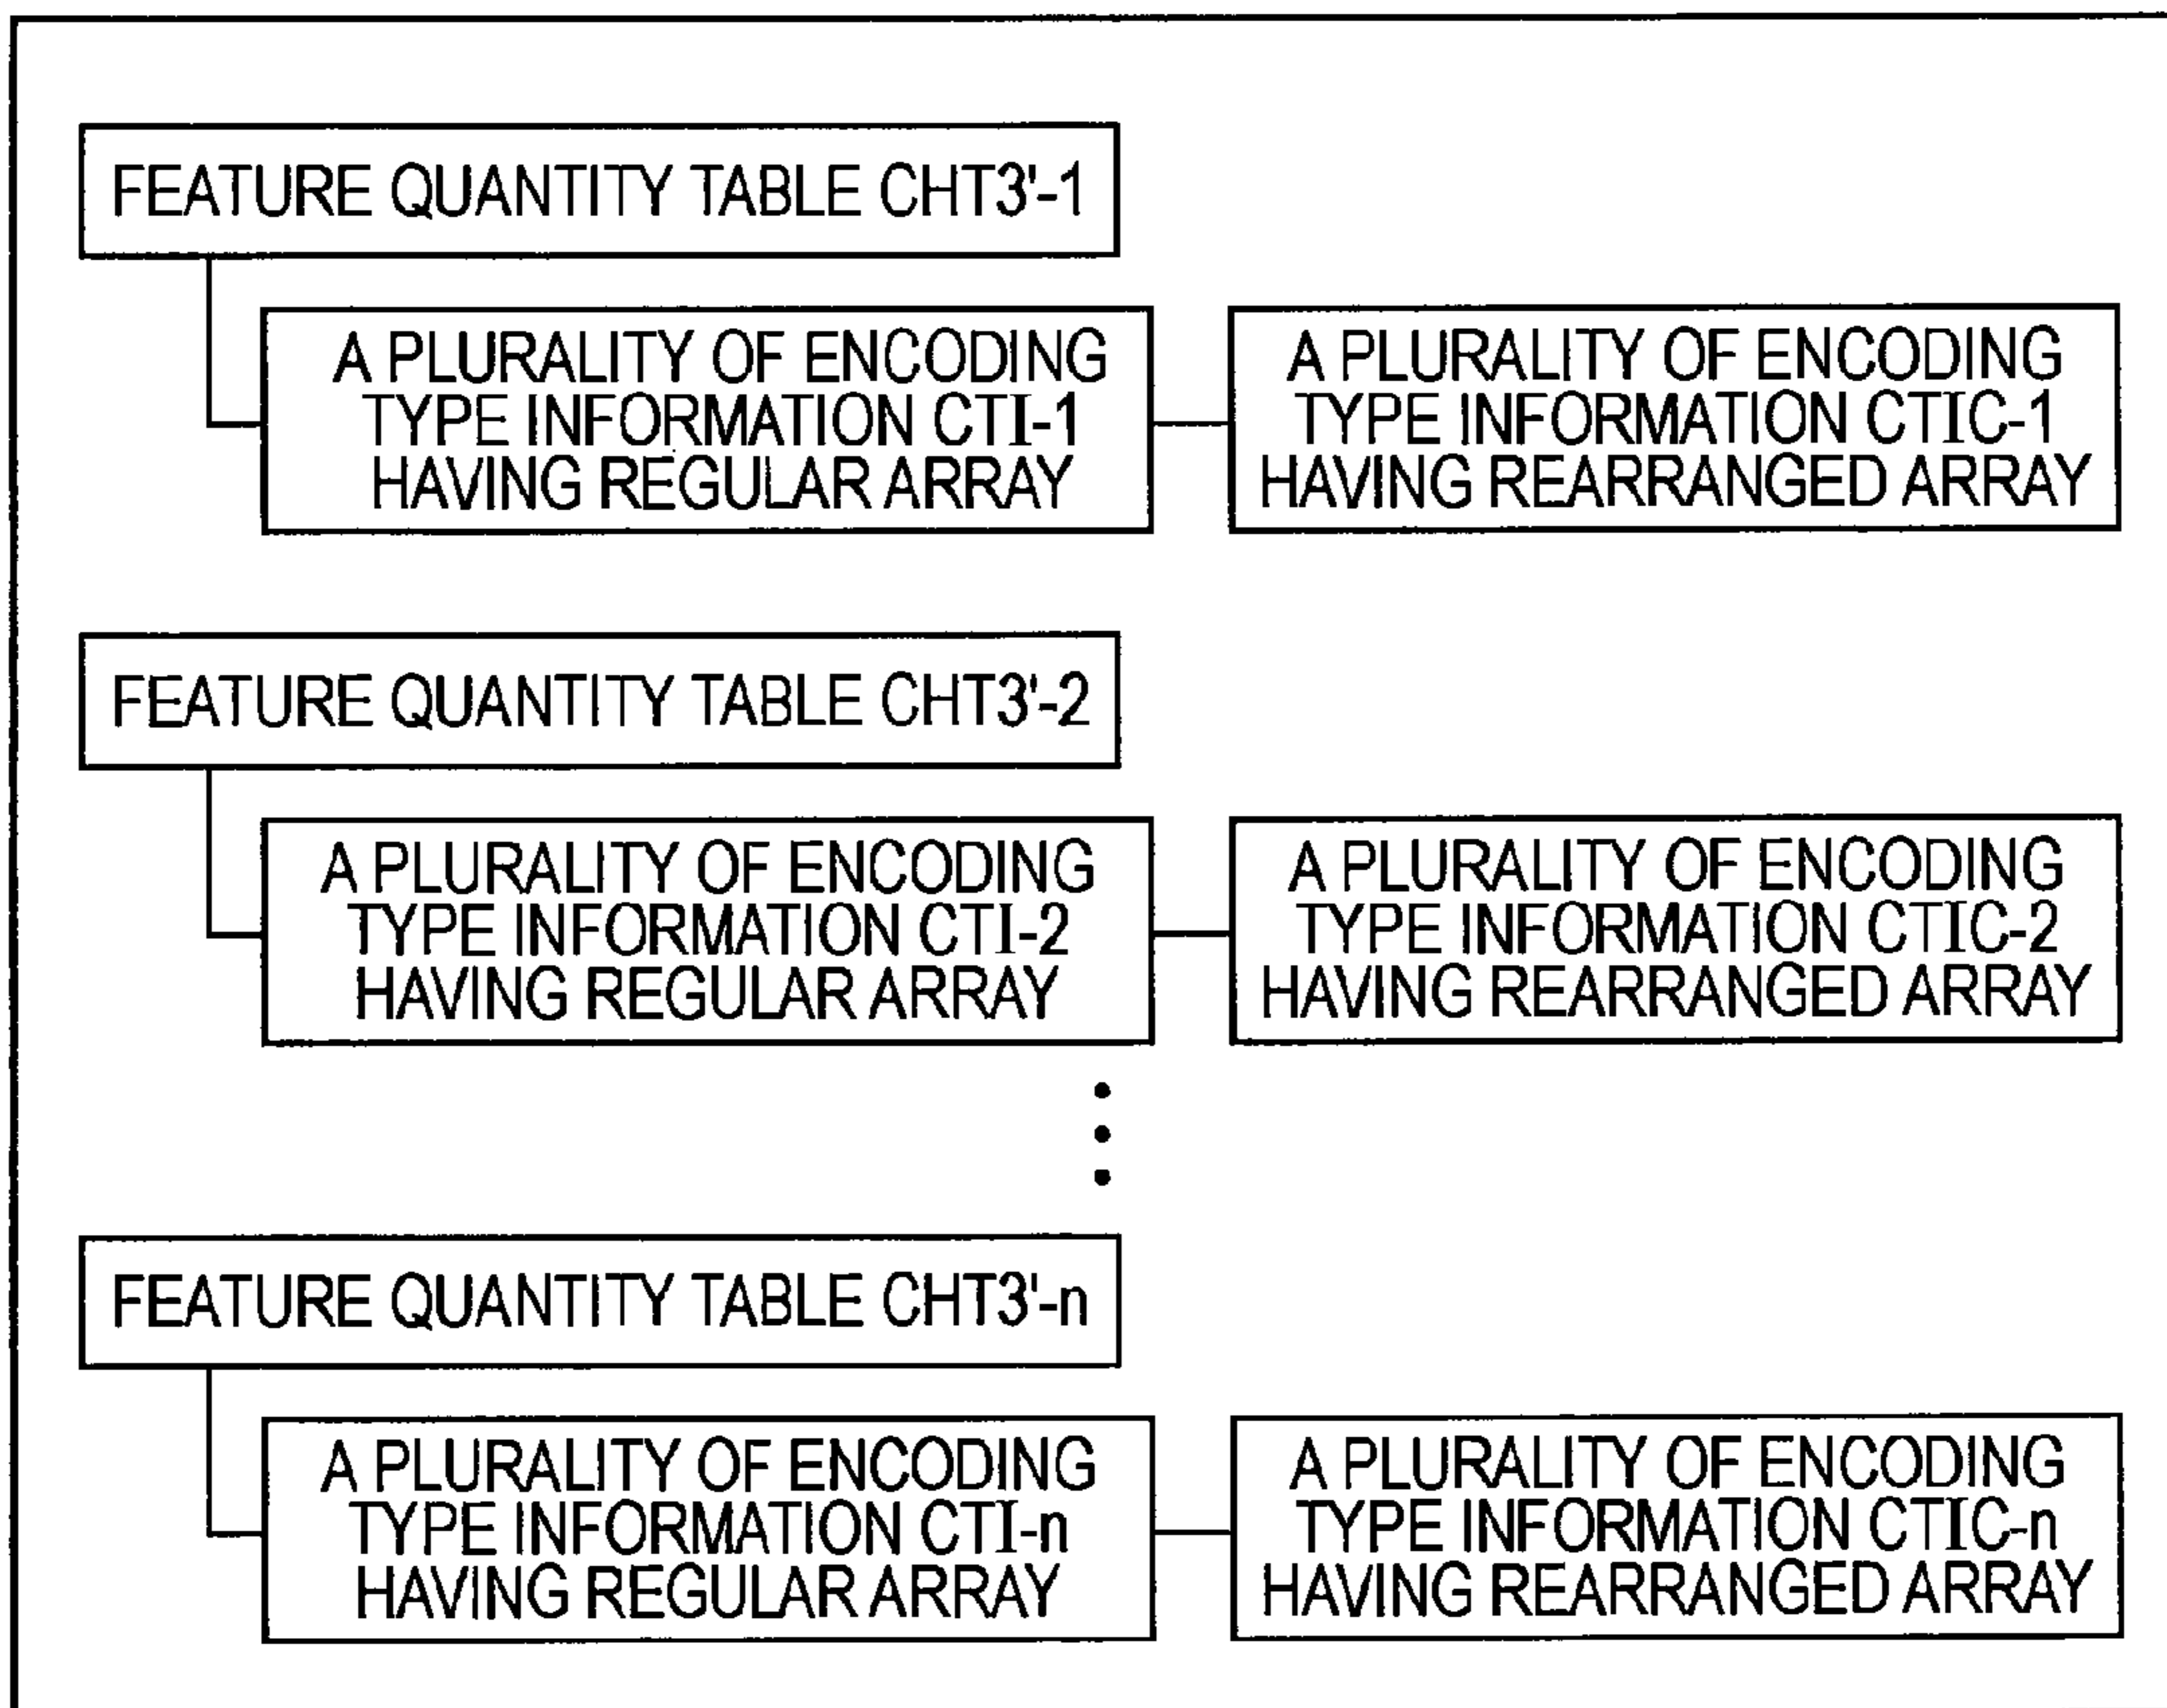 FEATURE QUANTITY TABLE CHT3'-1
A PLURALITY OF ENCODING
TYPE INFORMATION CTI-1
HAVING REGULAR ARRAY
A PLURALITY OF ENCODING
TYPE INFORMATION CTIC-1
HAVING REARRANGED ARRAY
FEATURE QUANTITY TABLE CHT3'-2
A PLURALITY OF ENCODING
TYPE INFORMATION CTI-2
HAVING REGULAR ARRAY
A PLURALITY OF ENCODING
TYPE INFORMATION CTIC-2
HAVING REARRANGED ARRAY
FEATURE QUANTITY TABLE CHT3'-n
A PLURALITY OF ENCODING
TYPE INFORMATION CTI-n
HAVING REGULAR ARRAY
A PLURALITY OF ENCODING
TYPE INFORMATION CTIC-n
HAVING REARRANGED ARRAY